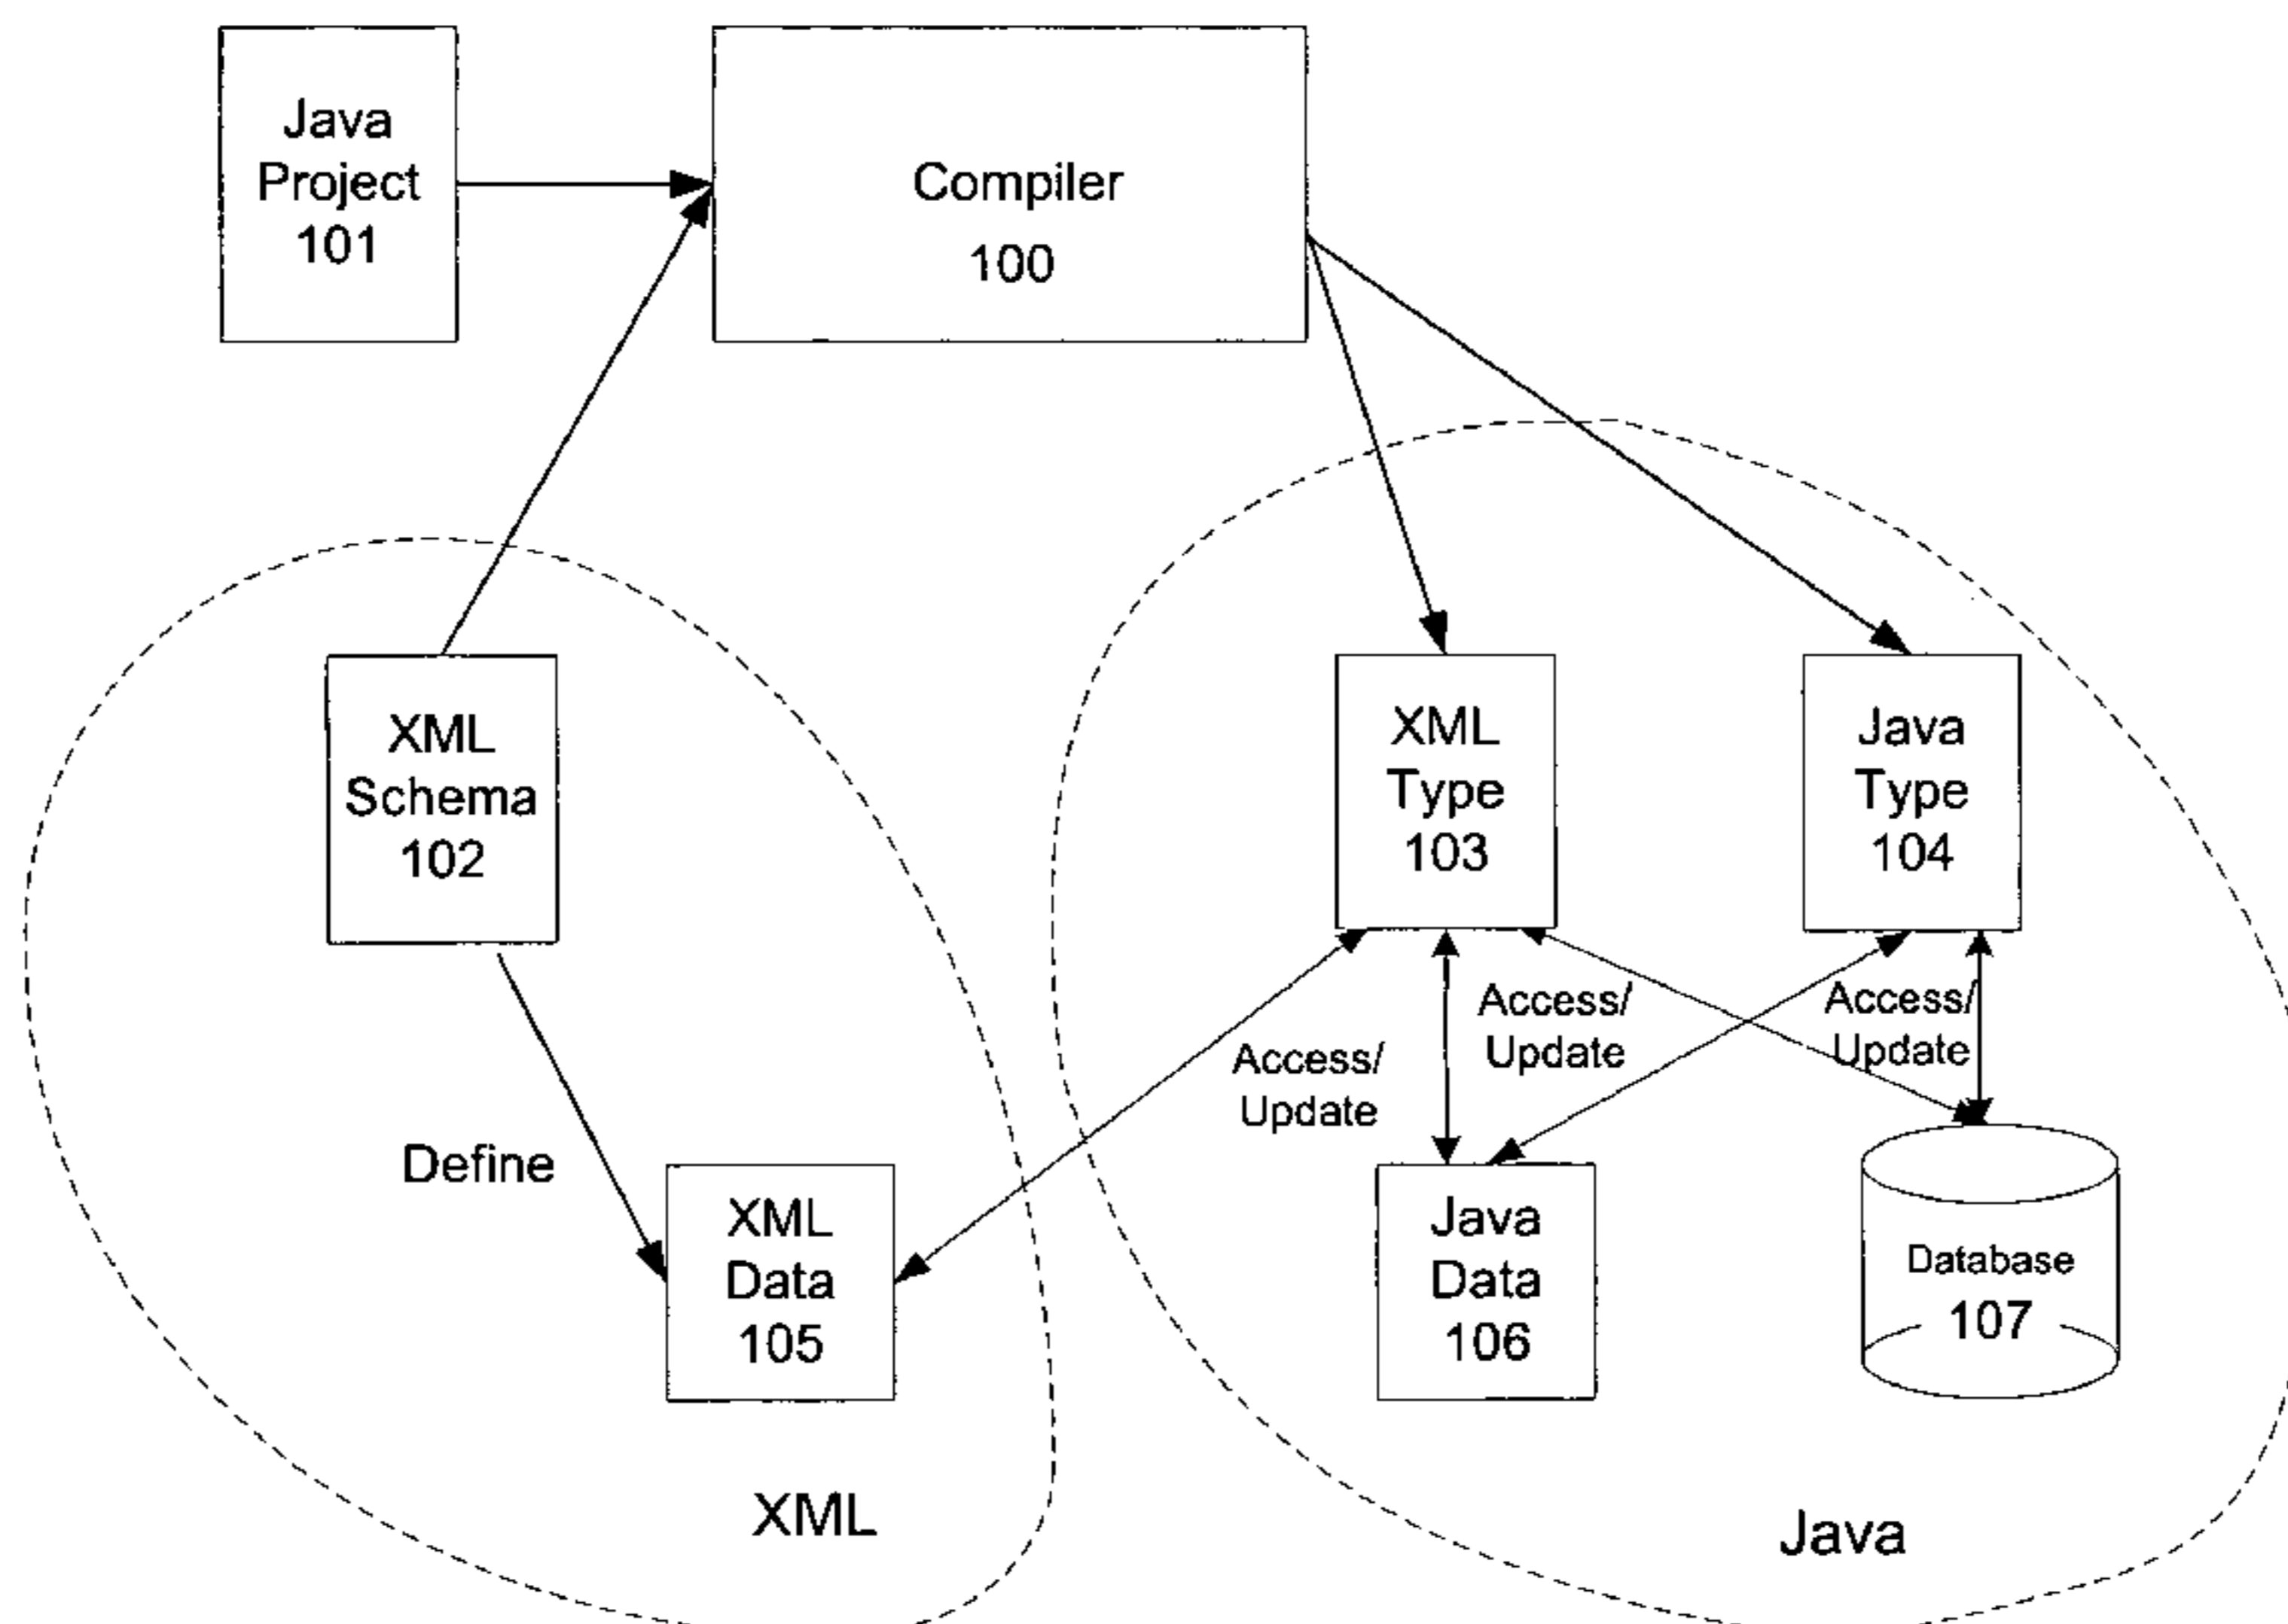 Java
Project
101
Compiler
100
XML
Schema
102
XML
Type
103
Java
Type
104
Access/
Update
Access/
Update
Access/
Update
Define
XML
Data
105
Java
Data
106
Database
107
XML
Java